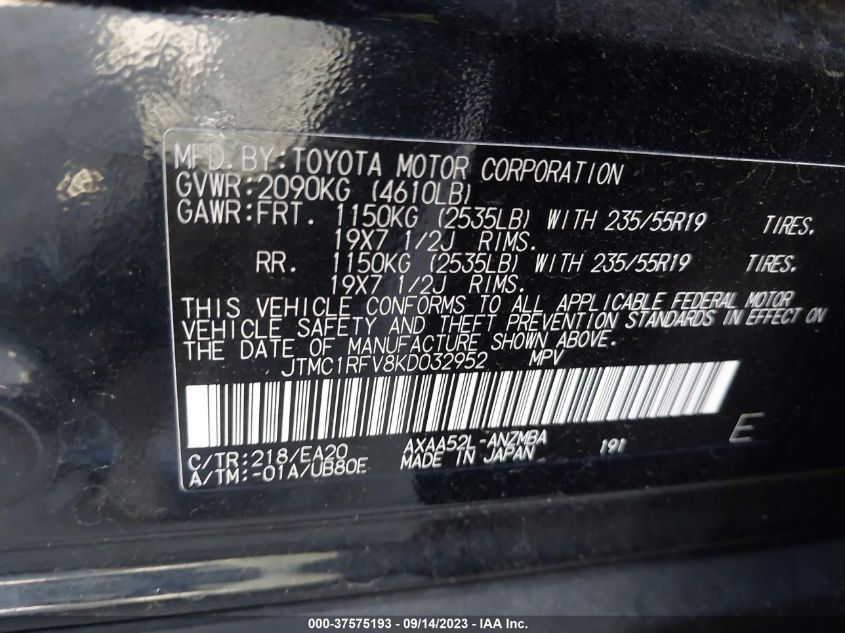 MFD. BY: TOYOTA MOTOR CORPORATION
GVWR: 2090KG (4610LB)
GAWR: FRT. 1150KG (2535LB) WITH 235/55R19 TIRES.
19X7 1/2J RIMS.
RR. 1150KG (2535LB) WITH 235/55R19 TIRES.
19X7 1/2J RIMS.
THIS VEHICLE CONFORMS TO ALL APPLICABLE FEDERAL MOTOR
VEHICLE SAFETY AND THEFT PREVENTION STANDARDS IN EFFECT ON
THE DATE OF MANUFACTURE SHOWN ABOVE.
JTMC1RFV8KD032952 MPV
C/TR:218/EA20 AXAA52L-ANZMBA 191 E
A/TM:-01A/UB80E MADE IN JAPAN
000-37575193 - 09/14/2023 - IAA Inc.